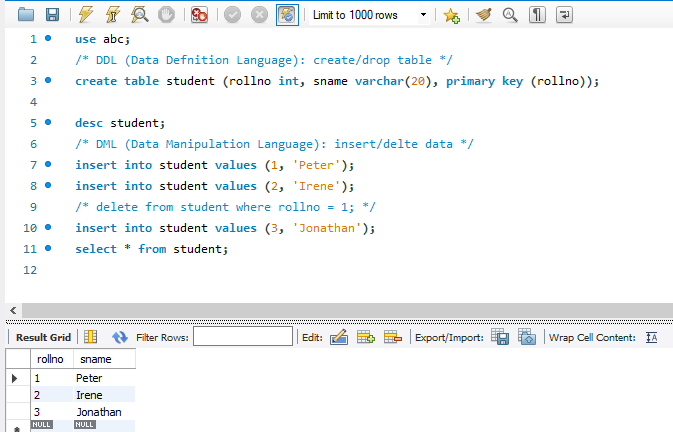 Limit to 1000 rows
1 use abc;
2 /* DDL (Data Defnition Language): create/drop table */
3 create table student (rollno int, sname varchar(20), primary key (rollno));
4
5 desc student;
6 /* DML (Data Manipulation Language): insert/delte data */
7 insert into student values (1, 'Peter');
8 insert into student values (2, 'Irene');
9 /* delete from student where rollno = 1; */
10 insert into student values (3, 'Jonathan');
11 select * from student;
12
Result Grid Filter Rows: Edit: Export/Import: Wrap Cell Content: IA
rollno sname
1 Peter
2 Irene
3 Jonathan
NULL NULL